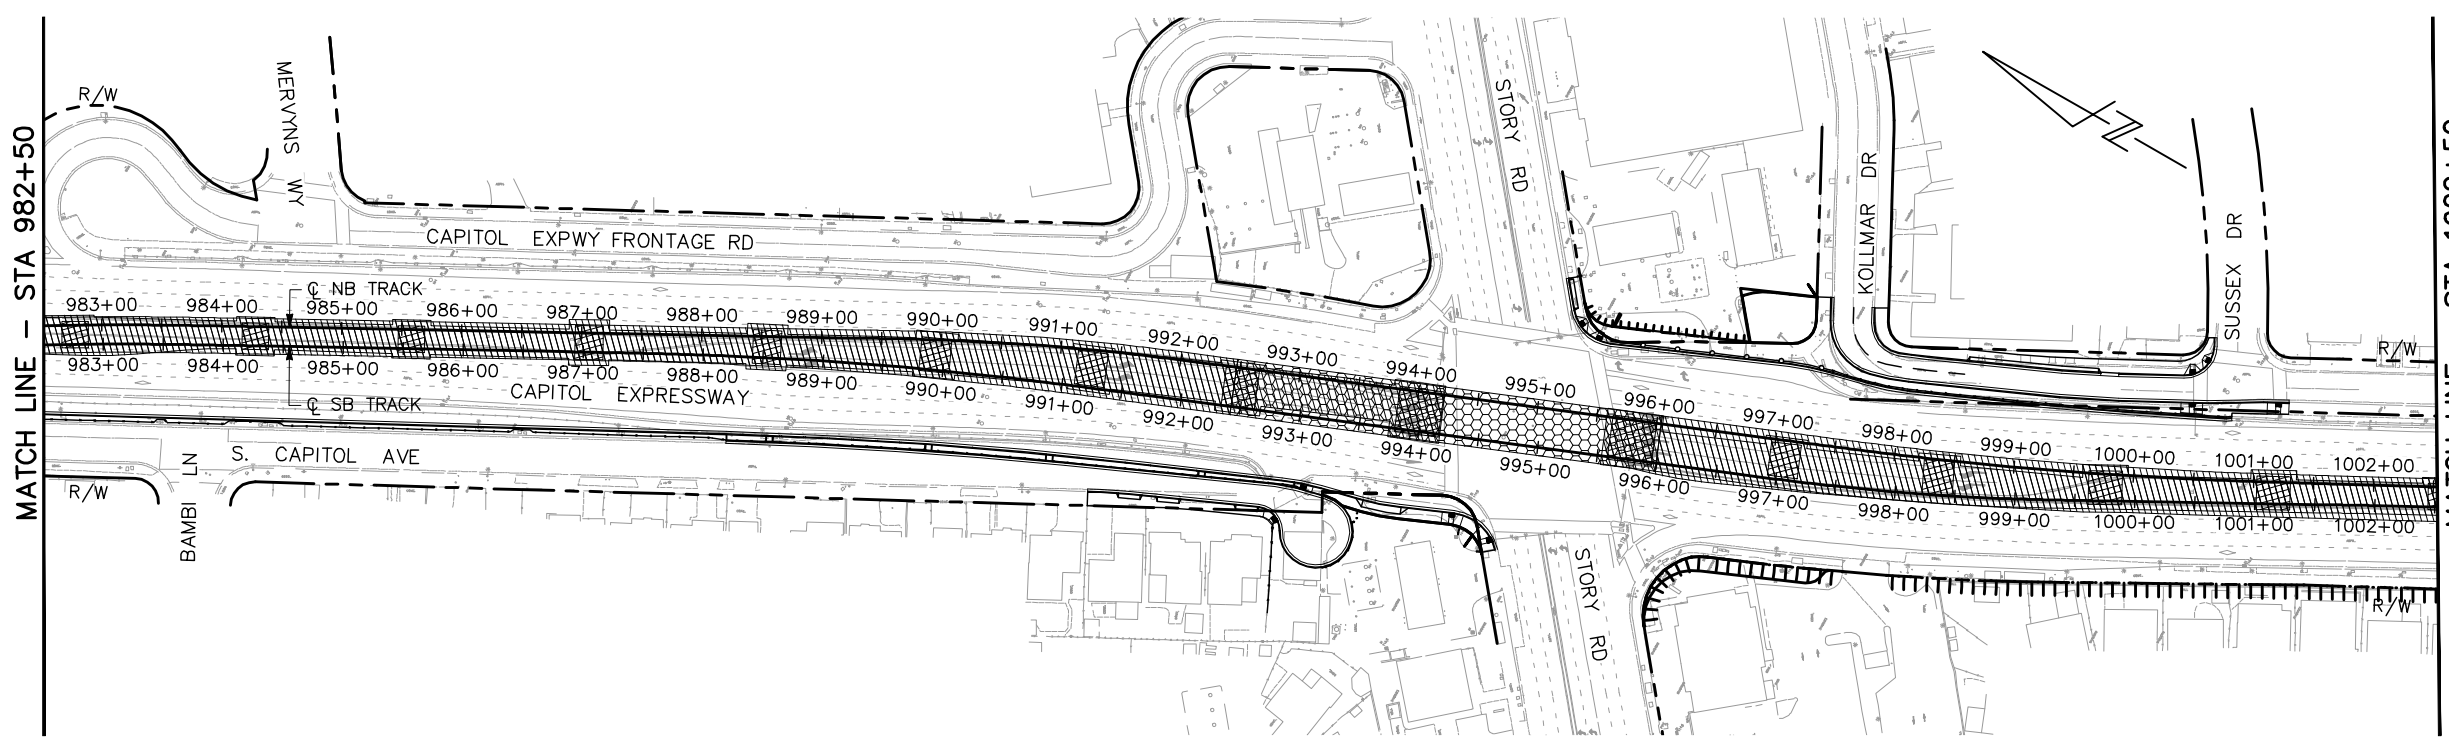 MATCH LINE – STA 982+50
R/W
MERVYNS WY
CAPITOL EXPWY FRONTAGE RD
STORY RD
KOLLMAR DR
SUSSEX DR
R/W
℄ NB TRACK
983+00 984+00 985+00 986+00 987+00 988+00 989+00 990+00 991+00 992+00 993+00 994+00 995+00 996+00 997+00 998+00 999+00 1000+00 1001+00 1002+00
983+00 984+00 985+00 986+00 987+00 988+00 989+00 990+00 991+00 992+00 993+00 994+00 995+00 996+00 997+00 998+00 999+00 1000+00 1001+00 1002+00
CAPITOL EXPRESSWAY
℄ SB TRACK
S. CAPITOL AVE
R/W
BAMBI LN
STORY RD
R/W